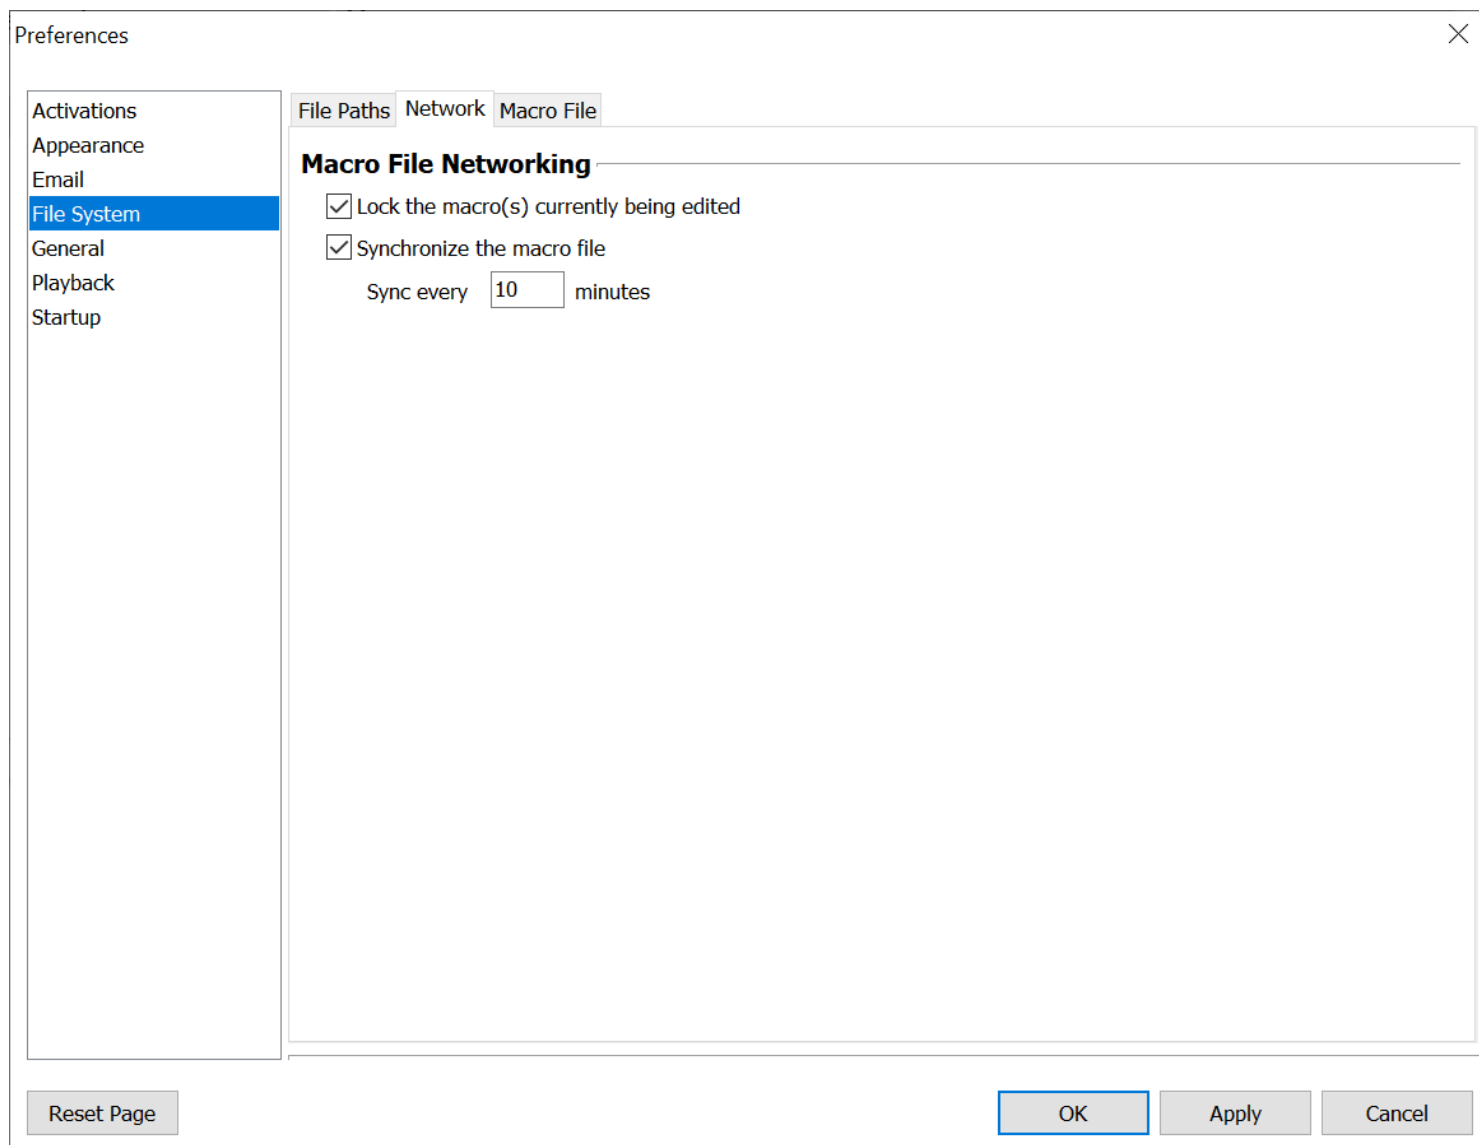 Preferences
Activations
Appearance
Email
File System
General
Playback
Startup
File Paths Network Macro File
Macro File Networking
Lock the macro(s) currently being edited
Synchronize the macro file
Sync every 10 minutes
Reset Page OK Apply Cancel